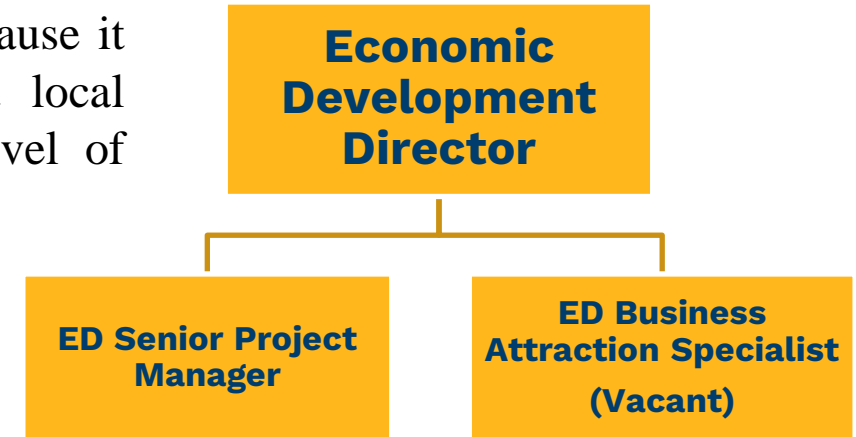 ause it
local
vel of
Economic
Development
Director
ED Senior Project
Manager
ED Business
Attraction Specialist
(Vacant)